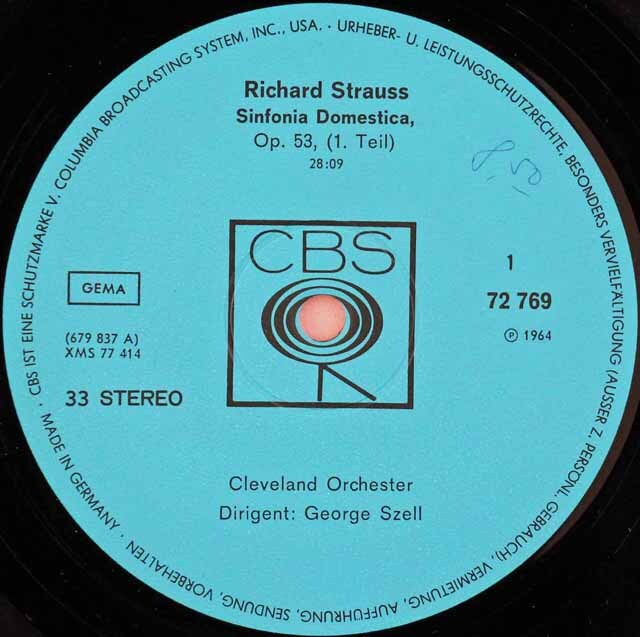 Richard Strauss
Sinfonia Domestica,
Op. 53, (1. Teil)
28:09
8,50
CBS
GEMA
1
72 769
(679 837 A)
XMS 77 414
℗ 1964
33 STEREO
Cleveland Orchester
Dirigent: George Szell
· CBS IST EINE SCHUTZMARKE V. COLUMBIA BROADCASTING SYSTEM, INC., USA. · URHEBER- U. LEISTUNGSSCHUTZRECHTE, BESONDERS VERVIELFÄLTIGUNG (AUSSER Z. PERSÖNL. GEBRAUCH), VERMIETUNG, AUFFÜHRUNG, SENDUNG, VORBEHALTEN · MADE IN GERMANY